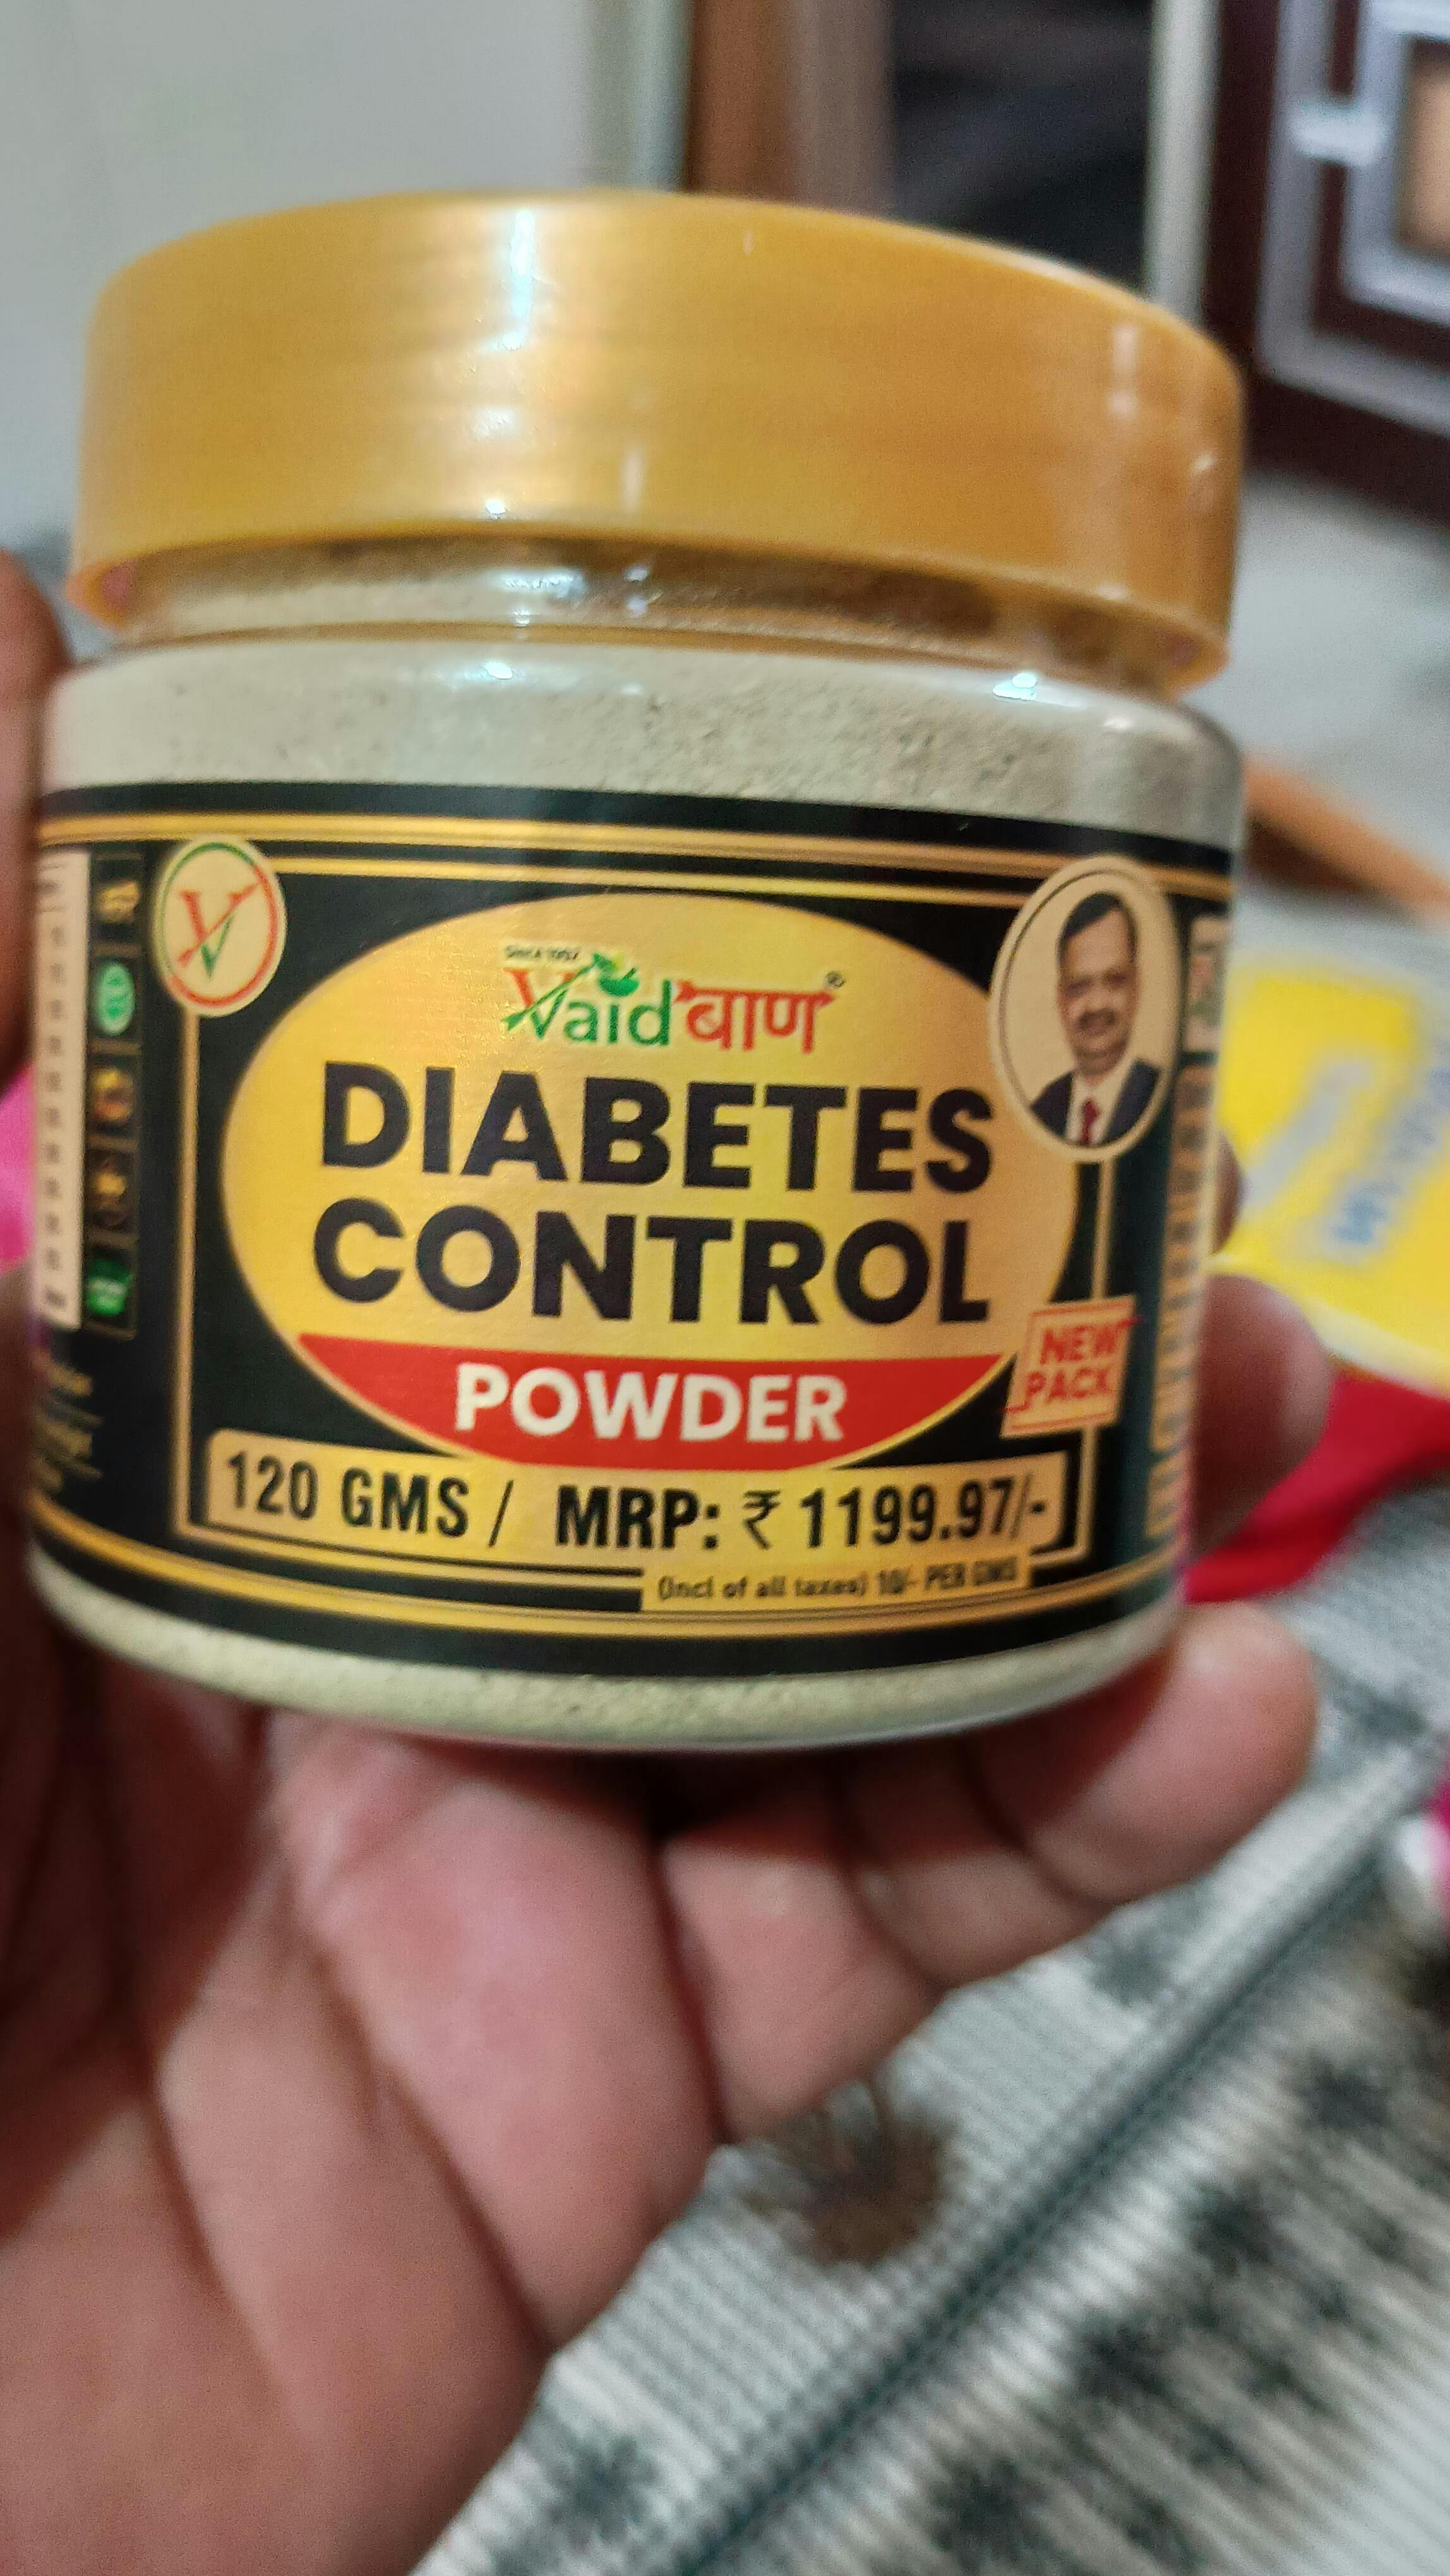 Since 1957
Vaidबाण®
DIABETES
CONTROL
POWDER
NEW
PACK
120 GMS / MRP: ₹ 1199.97/-
(Incl of all taxes) 10/- PER GMS